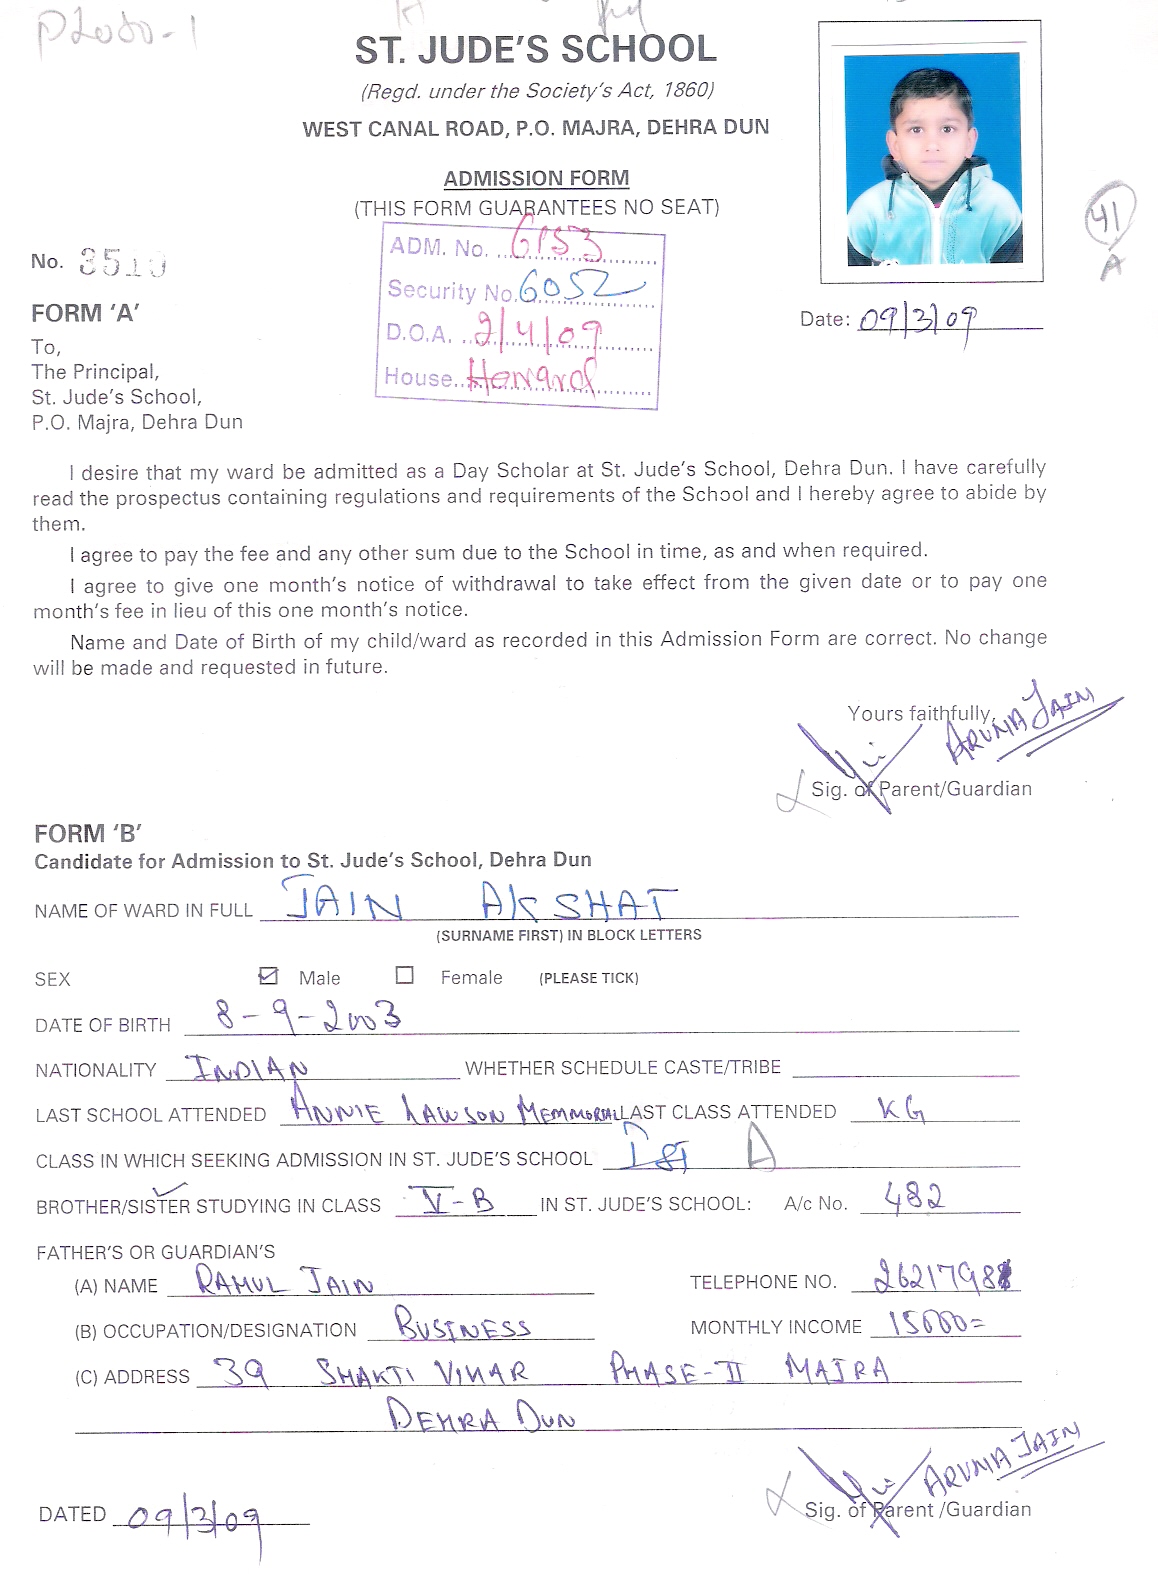 ST. JUDE'S SCHOOL
(Regd. under the Society's Act, 1860)
WEST CANAL ROAD, P.O. MAJRA, DEHRA DUN
ADMISSION FORM
(THIS FORM GUARANTEES NO SEAT)
41
A
No. 3510
ADM. No. 6153
Security No. 6052
D.O.A. 2/4/09
House
FORM 'A'
Date: 09/3/09
To,
The Principal,
St. Jude's School,
P.O. Majra, Dehra Dun
I desire that my ward be admitted as a Day Scholar at St. Jude's School, Dehra Dun. I have carefully
read the prospectus containing regulations and requirements of the School and I hereby agree to abide by
them.
I agree to pay the fee and any other sum due to the School in time, as and when required.
I agree to give one month's notice of withdrawal to take effect from the given date or to pay one
month's fee in lieu of this one month's notice.
Name and Date of Birth of my child/ward as recorded in this Admission Form are correct. No change
will be made and requested in future.
Yours faithfully,
ARUNA JAIN
Sig. of Parent/Guardian
FORM 'B'
Candidate for Admission to St. Jude's School, Dehra Dun
NAME OF WARD IN FULL JAIN AKSHAT
(SURNAME FIRST) IN BLOCK LETTERS
SEX Male Female (PLEASE TICK)
DATE OF BIRTH 8-9-2003
NATIONALITY INDIAN WHETHER SCHEDULE CASTE/TRIBE
LAST SCHOOL ATTENDED ANNIE LAWSON MEMMORIAL LAST CLASS ATTENDED KG
CLASS IN WHICH SEEKING ADMISSION IN ST. JUDE'S SCHOOL Ist A
BROTHER/SISTER STUDYING IN CLASS V-B IN ST. JUDE'S SCHOOL: A/c No. 482
FATHER'S OR GUARDIAN'S
(A) NAME RAHUL JAIN TELEPHONE NO. 2621798
(B) OCCUPATION/DESIGNATION BUSINESS MONTHLY INCOME 15000=
(C) ADDRESS 39 SHAKTI VIHAR PHASE-II MAJRA
DEHRA DUN
ARUNA JAIN
DATED 09/3/09 Sig. of Parent /Guardian